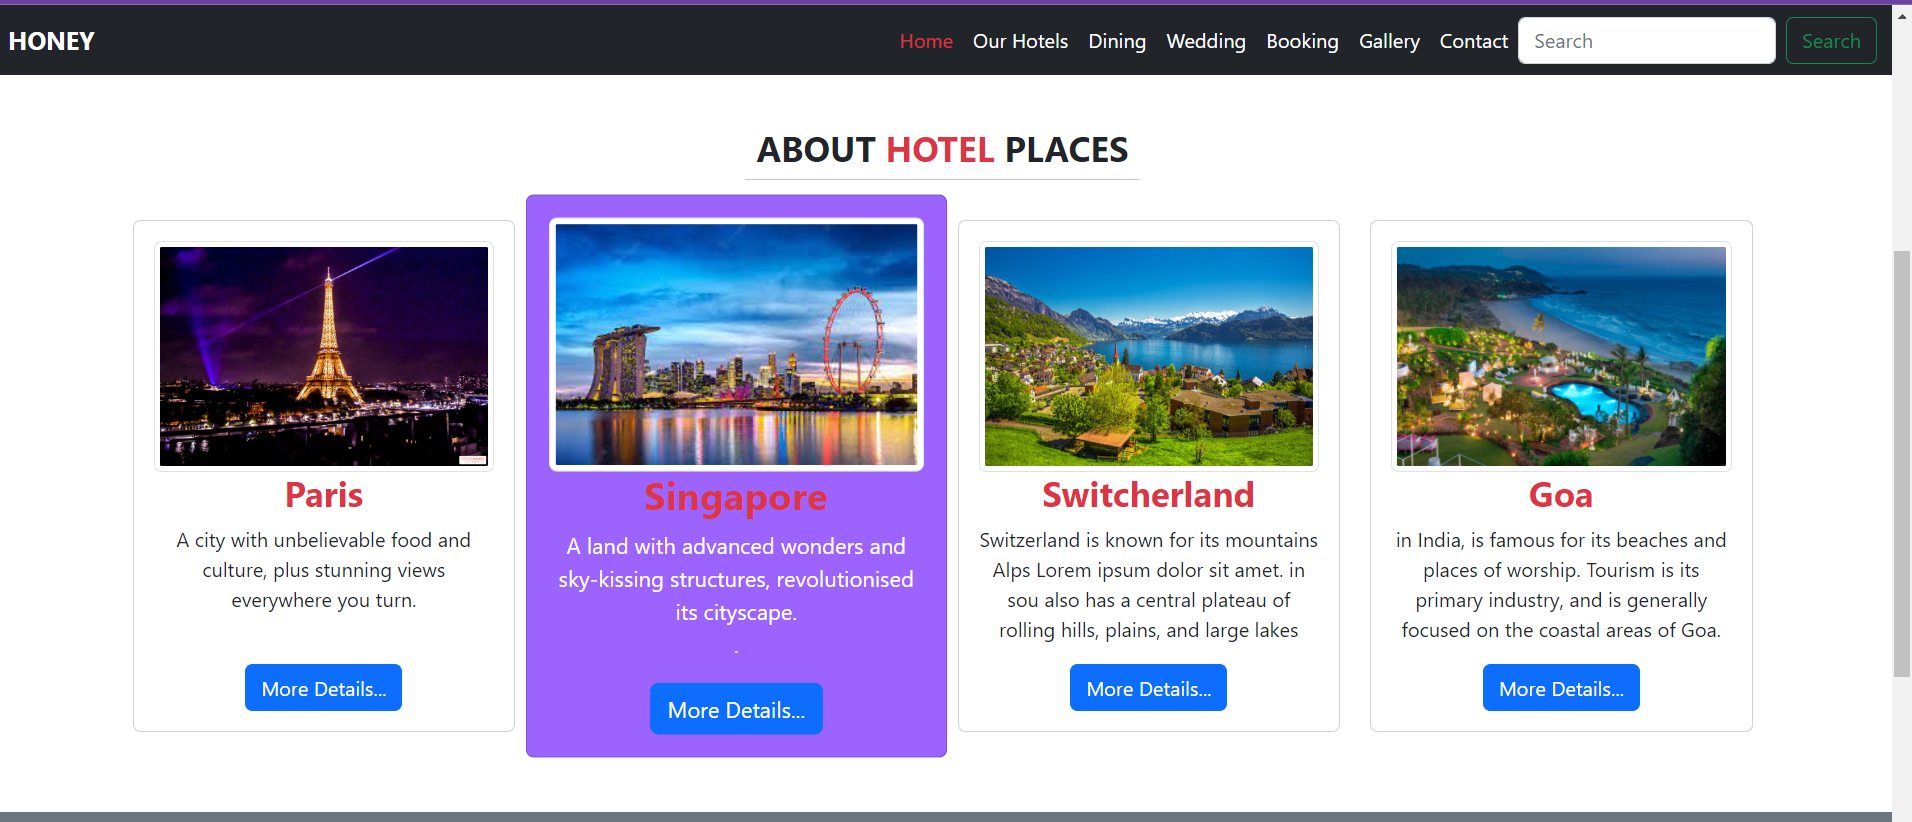 HONEY
Home Our Hotels Dining Wedding Booking Gallery Contact Search Search
ABOUT HOTEL PLACES
Paris
A city with unbelievable food and
culture, plus stunning views
everywhere you turn.
More Details...
Singapore
A land with advanced wonders and
sky-kissing structures, revolutionised
its cityscape.
.
More Details...
Switcherland
Switzerland is known for its mountains
Alps Lorem ipsum dolor sit amet. in
sou also has a central plateau of
rolling hills, plains, and large lakes
More Details...
Goa
in India, is famous for its beaches and
places of worship. Tourism is its
primary industry, and is generally
focused on the coastal areas of Goa.
More Details...